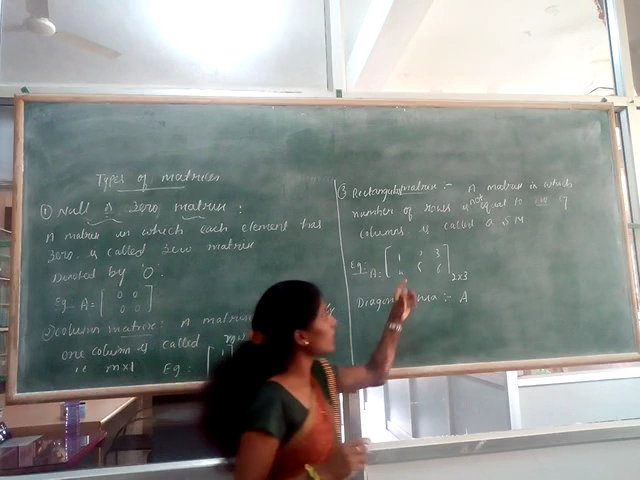 Types of matrices
① Null or Zero matrix :
A matrix in which each element has
zero is called zero matrix
Denoted by 'O'.
Eg:- A = [0 0
0 0]
② Column matrix : A matrix
one column is called
ie m×1 Eg: [1
③ Rectangular matrix :- A matrix in which
number of rows is not equal to no of
columns is called a
Eg:- A = [1 2 3
4 5 6] 2×3
Diagonal :- A